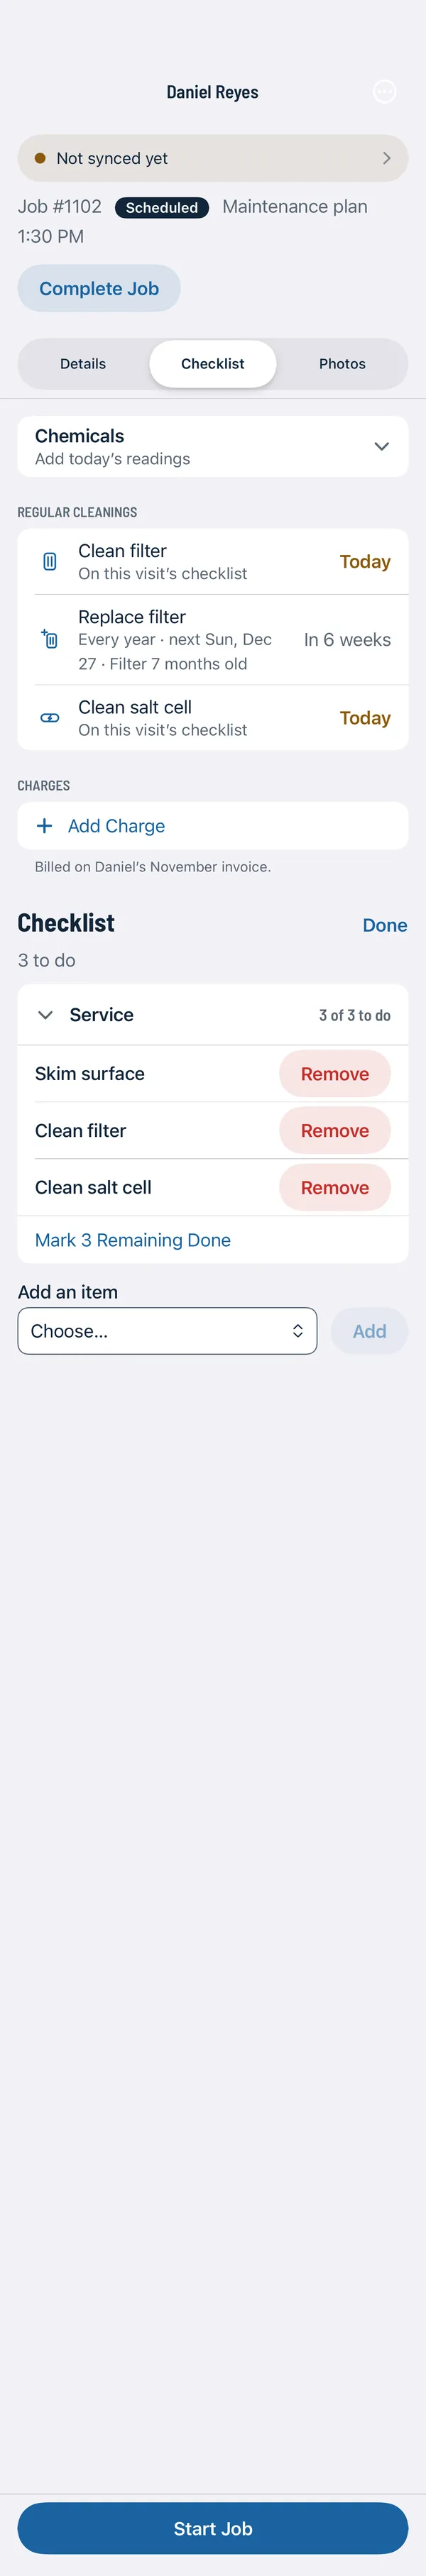 Daniel Reyes
Not synced yet
Job #1102 Scheduled Maintenance plan
1:30 PM
Complete Job
Details Checklist Photos
Chemicals
Add today's readings
REGULAR CLEANINGS
Clean filter
On this visit's checklist
Today
Replace filter
Every year · next Sun, Dec
27 · Filter 7 months old
In 6 weeks
Clean salt cell
On this visit's checklist
Today
CHARGES
Add Charge
Billed on Daniel's November invoice.
Checklist
Done
3 to do
Service 3 of 3 to do
Skim surface Remove
Clean filter Remove
Clean salt cell Remove
Mark 3 Remaining Done
Add an item
Choose... Add
Start Job